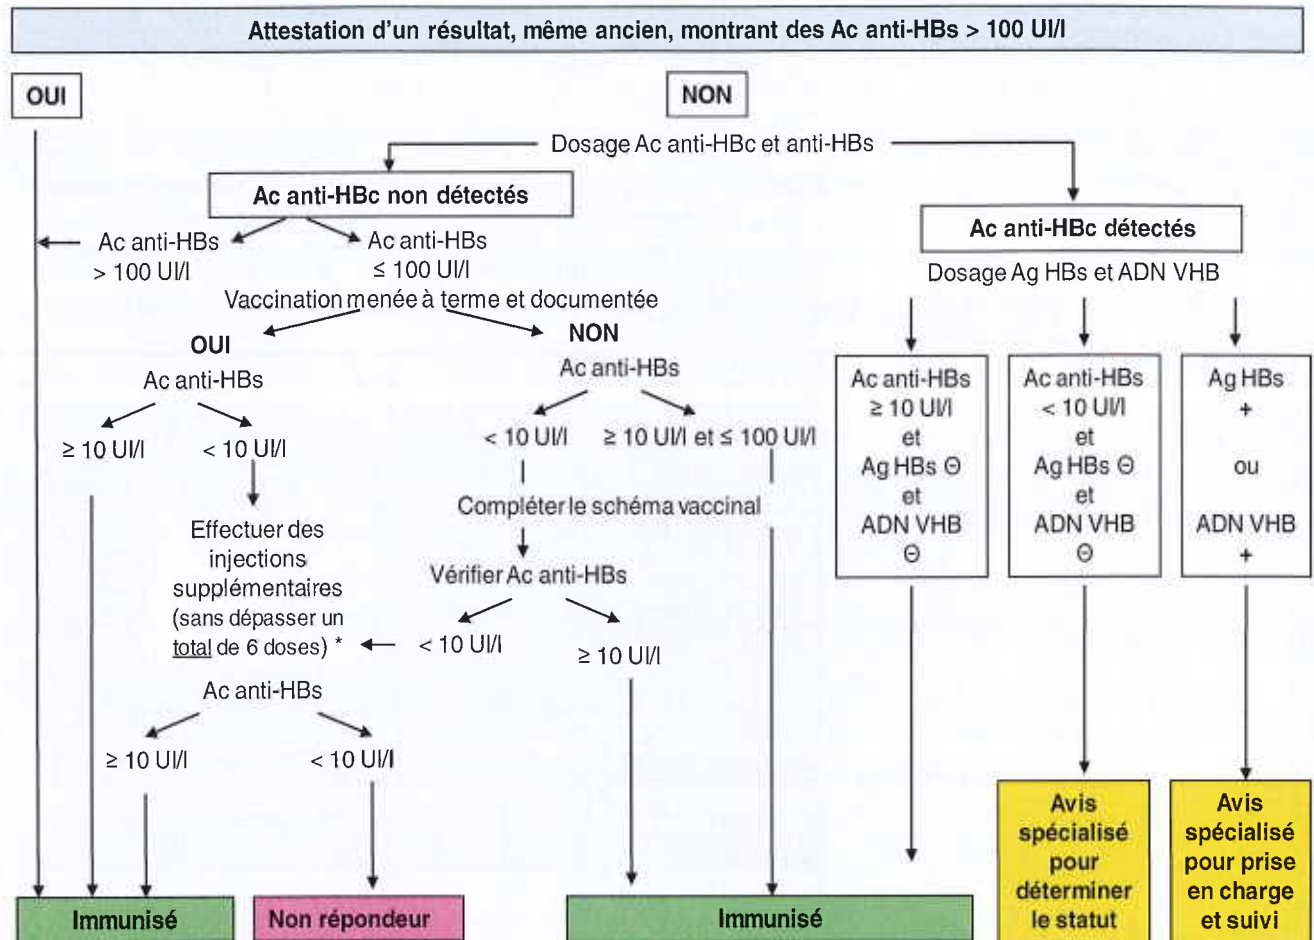 Attestation d'un résultat, même ancien, montrant des Ac anti-HBs > 100 UI/l
OUI
NON
Dosage Ac anti-HBc et anti-HBs
Ac anti-HBc non détectés
Ac anti-HBs
> 100 UI/l
Ac anti-HBs
≤ 100 UI/l
Vaccination menée à terme et documentée
OUI
Ac anti-HBs
≥ 10 UI/l
< 10 UI/l
Effectuer des
injections
supplémentaires
(sans dépasser un
total de 6 doses) *
Ac anti-HBs
≥ 10 UI/l
< 10 UI/l
NON
Ac anti-HBs
< 10 UI/l
≥ 10 UI/l et ≤ 100 UI/l
Compléter le schéma vaccinal
Vérifier Ac anti-HBs
< 10 UI/l
≥ 10 UI/l
Ac anti-HBc détectés
Dosage Ag HBs et ADN VHB
Ac anti-HBs
≥ 10 UI/l
et
Ag HBs Θ
et
ADN VHB
Θ
Ac anti-HBs
< 10 UI/l
et
Ag HBs Θ
et
ADN VHB
Θ
Ag HBs
+
ou
ADN VHB
+
Immunisé
Non répondeur
Immunisé
Avis
spécialisé
pour
déterminer
le statut
Avis
spécialisé
pour prise
en charge
et suivi